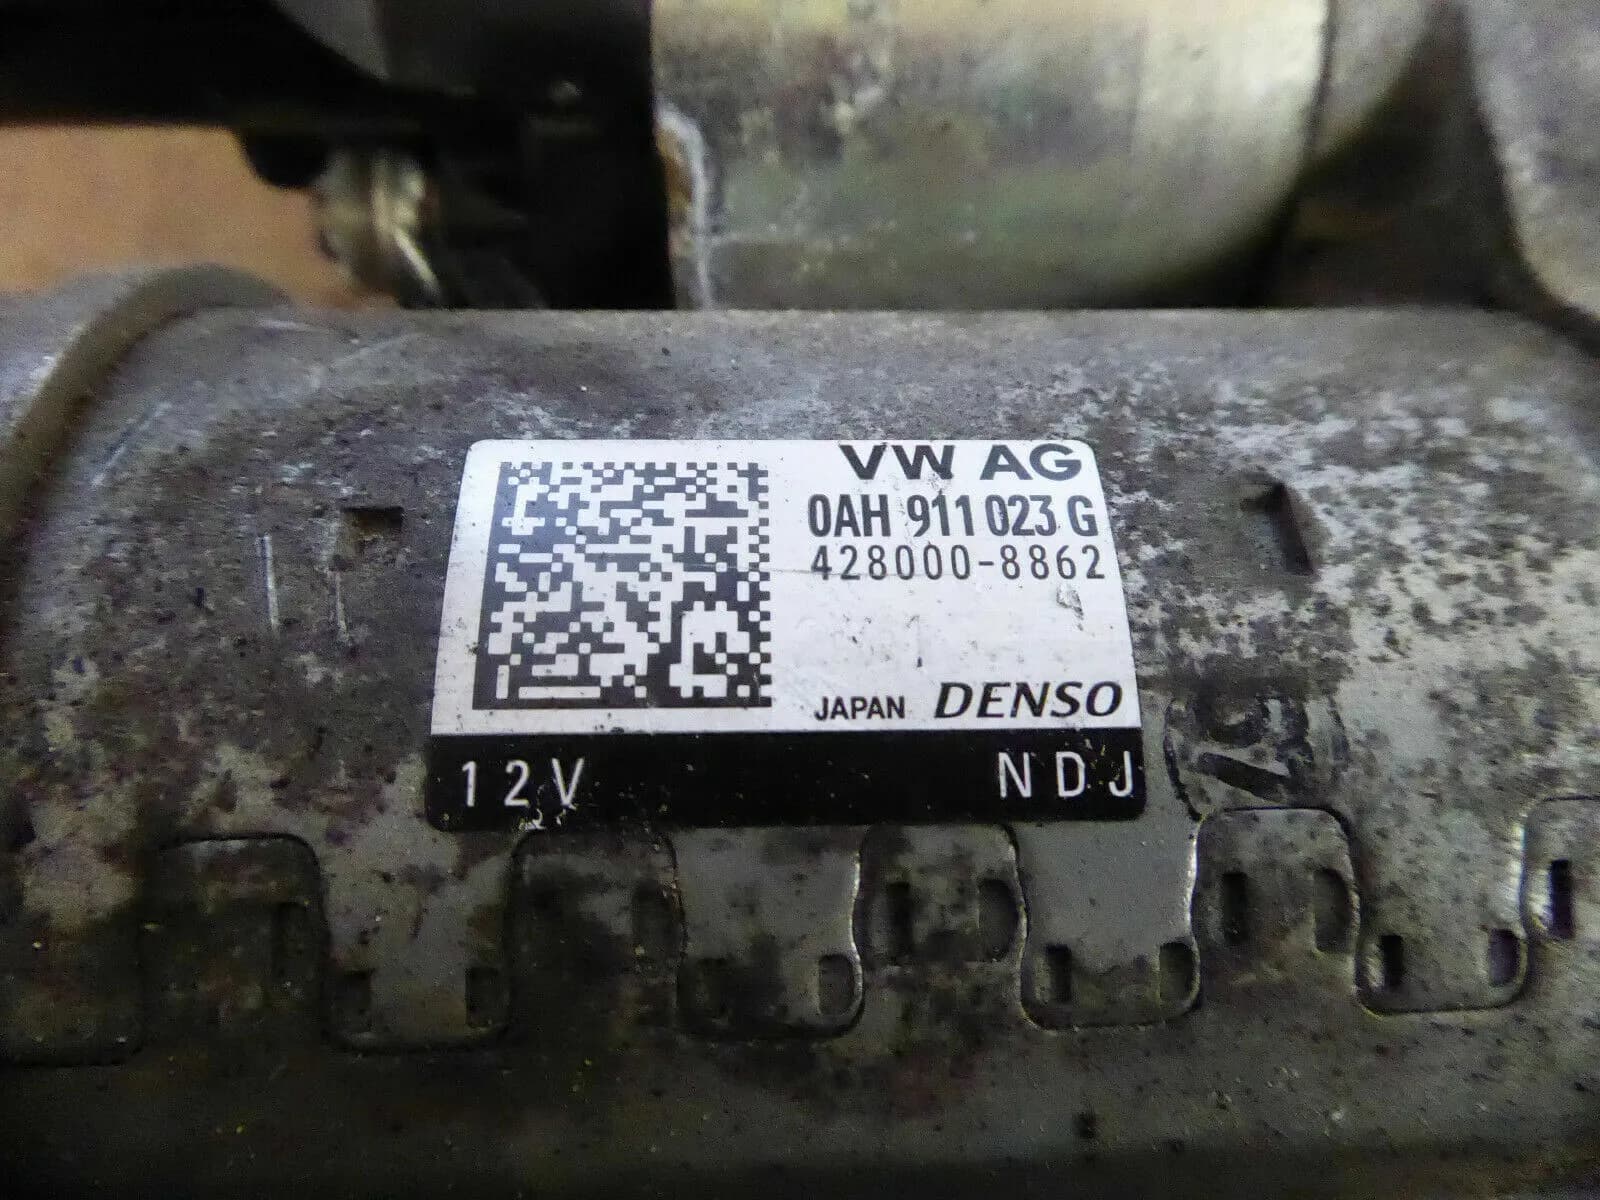 VW AG
0AH 911 023 G
428000-8862
JAPAN DENSO
12V NDJ